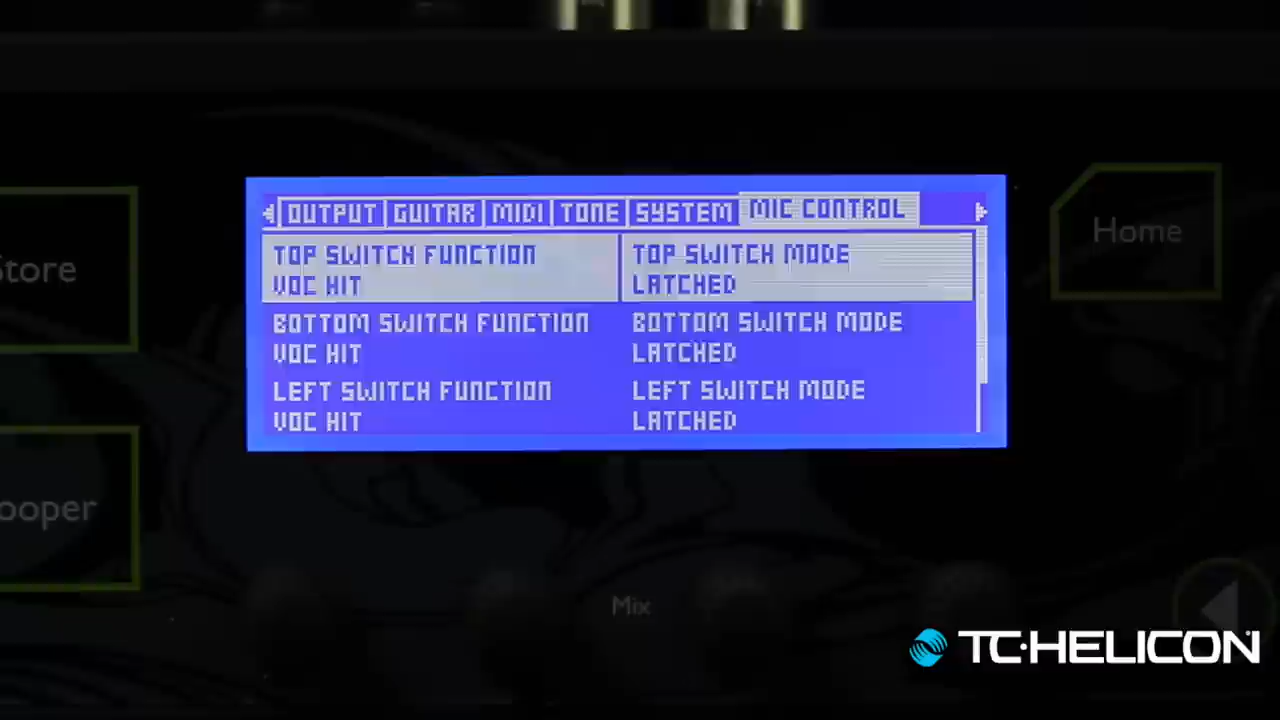 OUTPUT GUITAR MIDI TONE SYSTEM MIC CONTROL
TOP SWITCH FUNCTION TOP SWITCH MODE
VOC HIT LATCHED
BOTTOM SWITCH FUNCTION BOTTOM SWITCH MODE
VOC HIT LATCHED
LEFT SWITCH FUNCTION LEFT SWITCH MODE
VOC HIT LATCHED
Store
Home
ooper
Mix
TC·HELICON